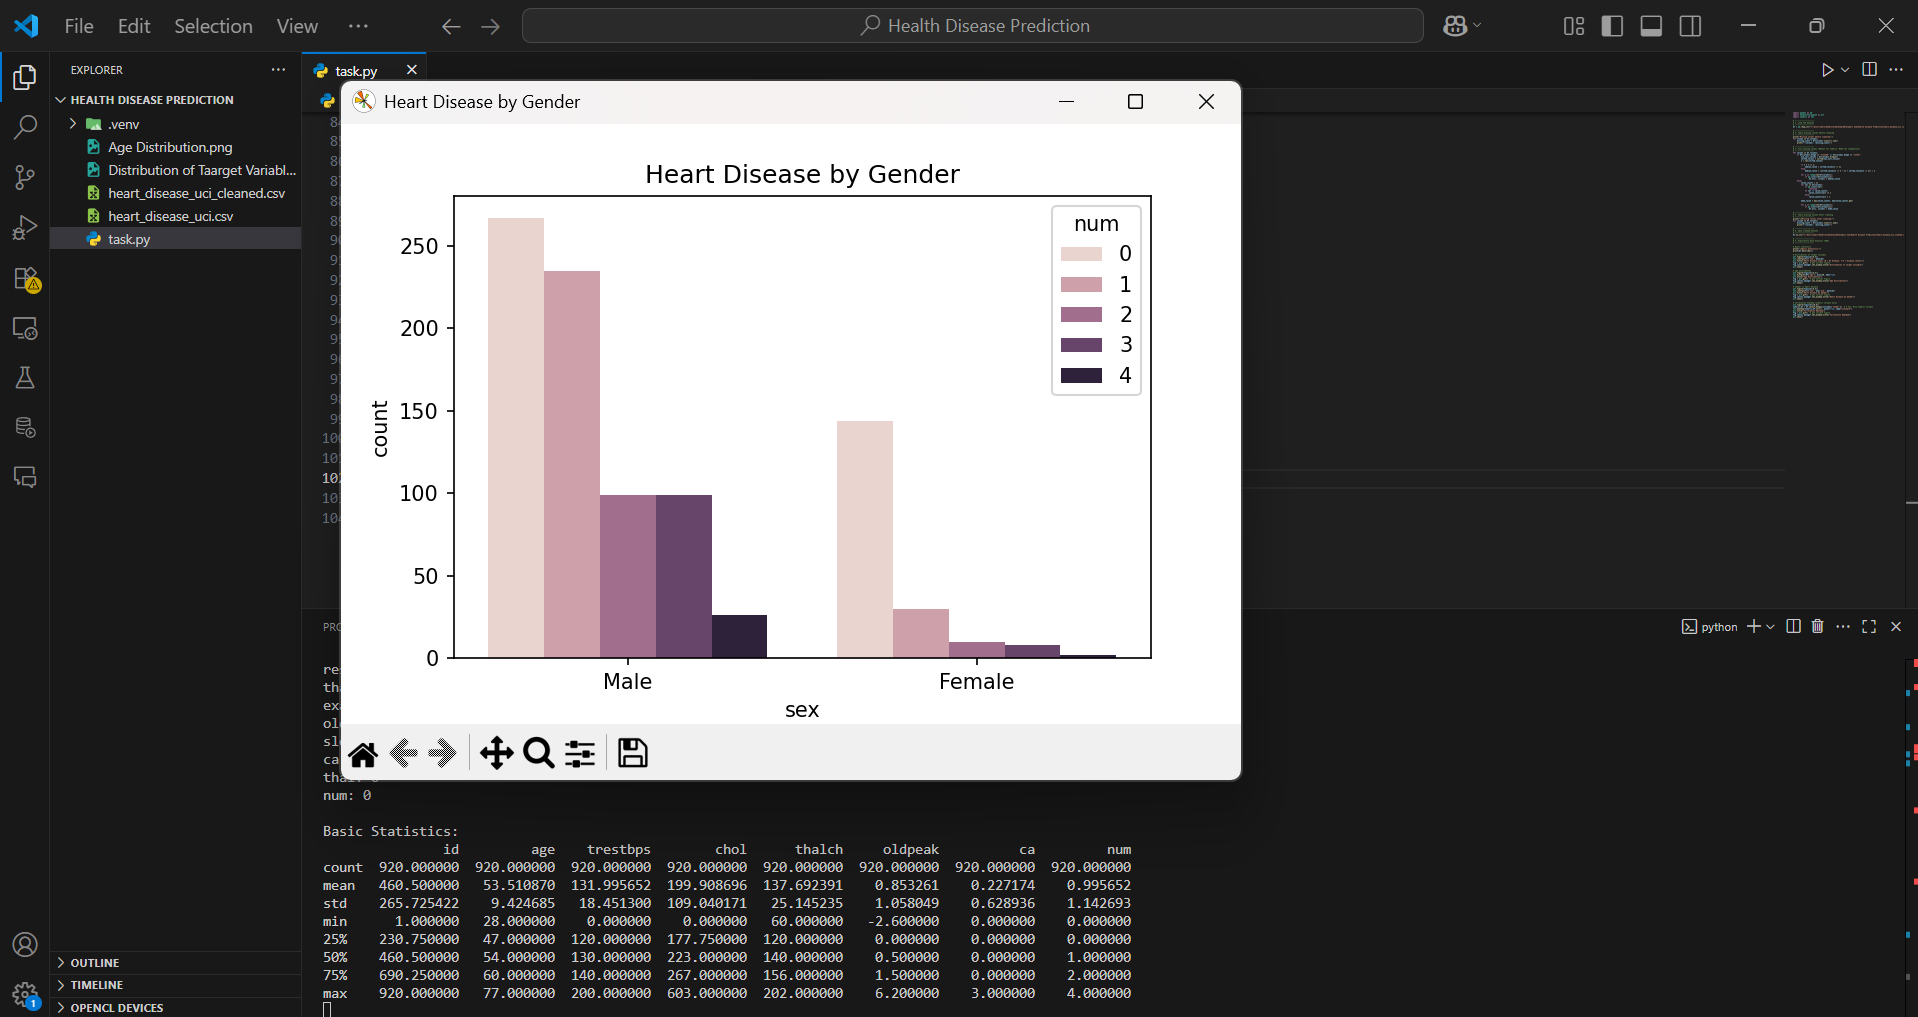 File Edit Selection View ···
Health Disease Prediction
EXPLORER
HEALTH DISEASE PREDICTION
.venv
Age Distribution.png
Distribution of Taarget Variabl...
heart_disease_uci_cleaned.csv
heart_disease_uci.csv
task.py
OUTLINE
TIMELINE
OPENCL DEVICES
1
task.py
Heart Disease by Gender
Heart Disease by Gender
num
0
1
2
3
4
250
200
150
100
50
0
count
Male Female
sex
python
num: 0
Basic Statistics:
id age trestbps chol thalch oldpeak ca num
count 920.000000 920.000000 920.000000 920.000000 920.000000 920.000000 920.000000 920.000000
mean 460.500000 53.510870 131.995652 199.908696 137.692391 0.853261 0.227174 0.995652
std 265.725422 9.424685 18.451300 109.040171 25.145235 1.058049 0.628936 1.142693
min 1.000000 28.000000 0.000000 0.000000 60.000000 -2.600000 0.000000 0.000000
25% 230.750000 47.000000 120.000000 177.750000 120.000000 0.000000 0.000000 0.000000
50% 460.500000 54.000000 130.000000 223.000000 140.000000 0.500000 0.000000 1.000000
75% 690.250000 60.000000 140.000000 267.000000 156.000000 1.500000 0.000000 2.000000
max 920.000000 77.000000 200.000000 603.000000 202.000000 6.200000 3.000000 4.000000